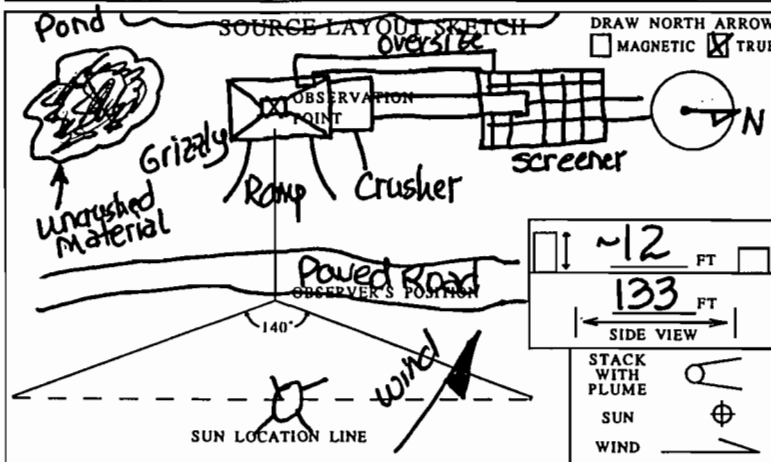 Pond
SOURCE LAYOUT SKETCH
DRAW NORTH ARROW
MAGNETIC
TRUE
oversize
OBSERVATION
POINT
N
Grizzly
Ramp
Crusher
screener
uncrushed
Material
Paved Road
OBSERVER'S POSITION
140°
~12 FT
133 FT
SIDE VIEW
wind
SUN LOCATION LINE
STACK
WITH
PLUME
SUN
WIND